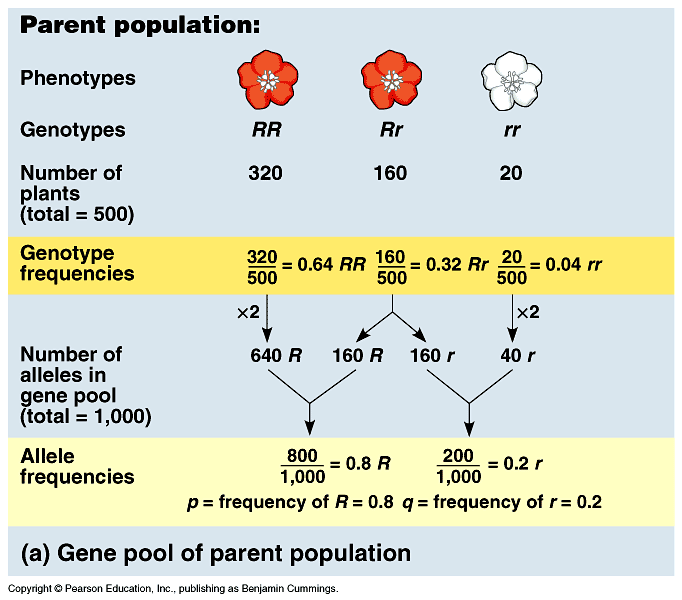 Parent population:
Phenotypes
Genotypes RR Rr rr
Number of 320 160 20
plants
(total = 500)
Genotype 320/500 = 0.64 RR 160/500 = 0.32 Rr 20/500 = 0.04 rr
frequencies
×2 ×2
Number of 640 R 160 R 160 r 40 r
alleles in
gene pool
(total = 1,000)
Allele 800/1,000 = 0.8 R 200/1,000 = 0.2 r
frequencies
p = frequency of R = 0.8 q = frequency of r = 0.2
(a) Gene pool of parent population
Copyright © Pearson Education, Inc., publishing as Benjamin Cummings.